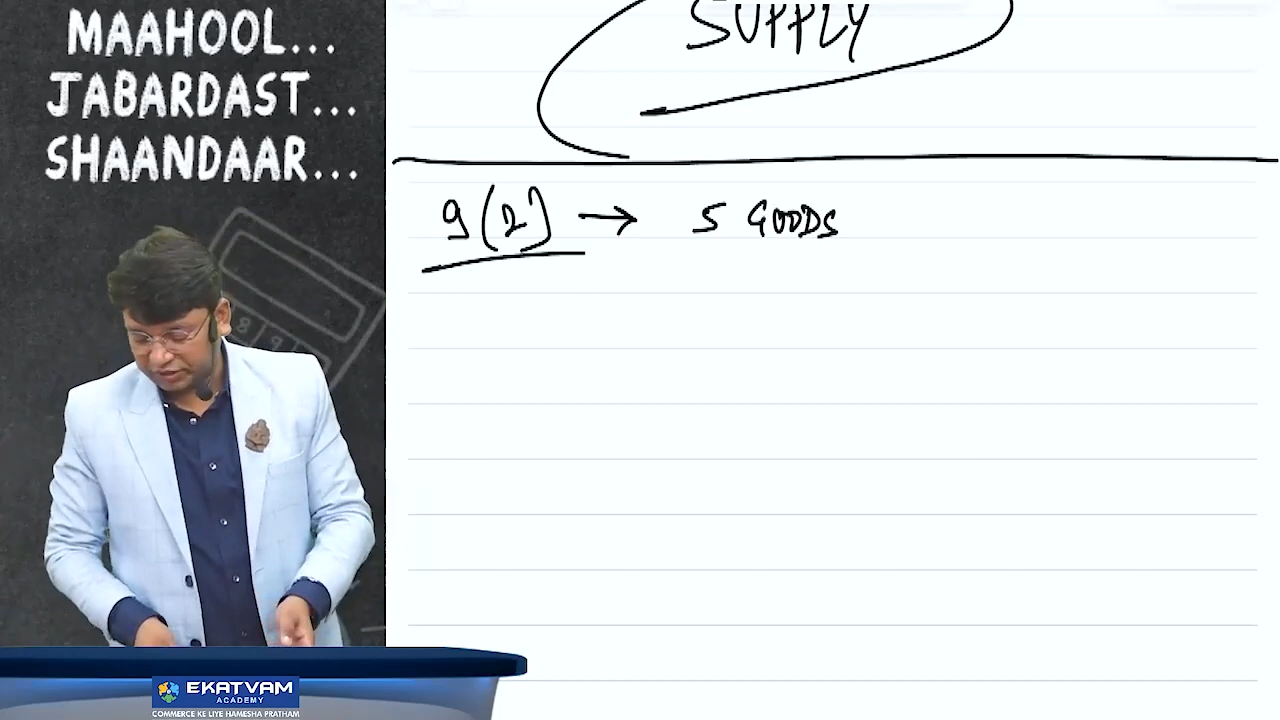 MAAHOOL...
JABARDAST...
SHAANDAAR...
SUPPLY
9(2) → 5 GOODS
EKATVAM
ACADEMY
COMMERCE KE LIYE HAMESHA PRATHAM